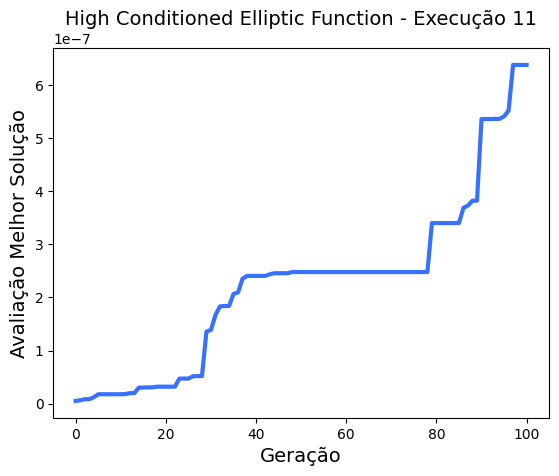 High Conditioned Elliptic Function - Execução 11
1e−7
6
5
4
3
2
1
0
Avaliação Melhor Solução
0 20 40 60 80 100
Geração